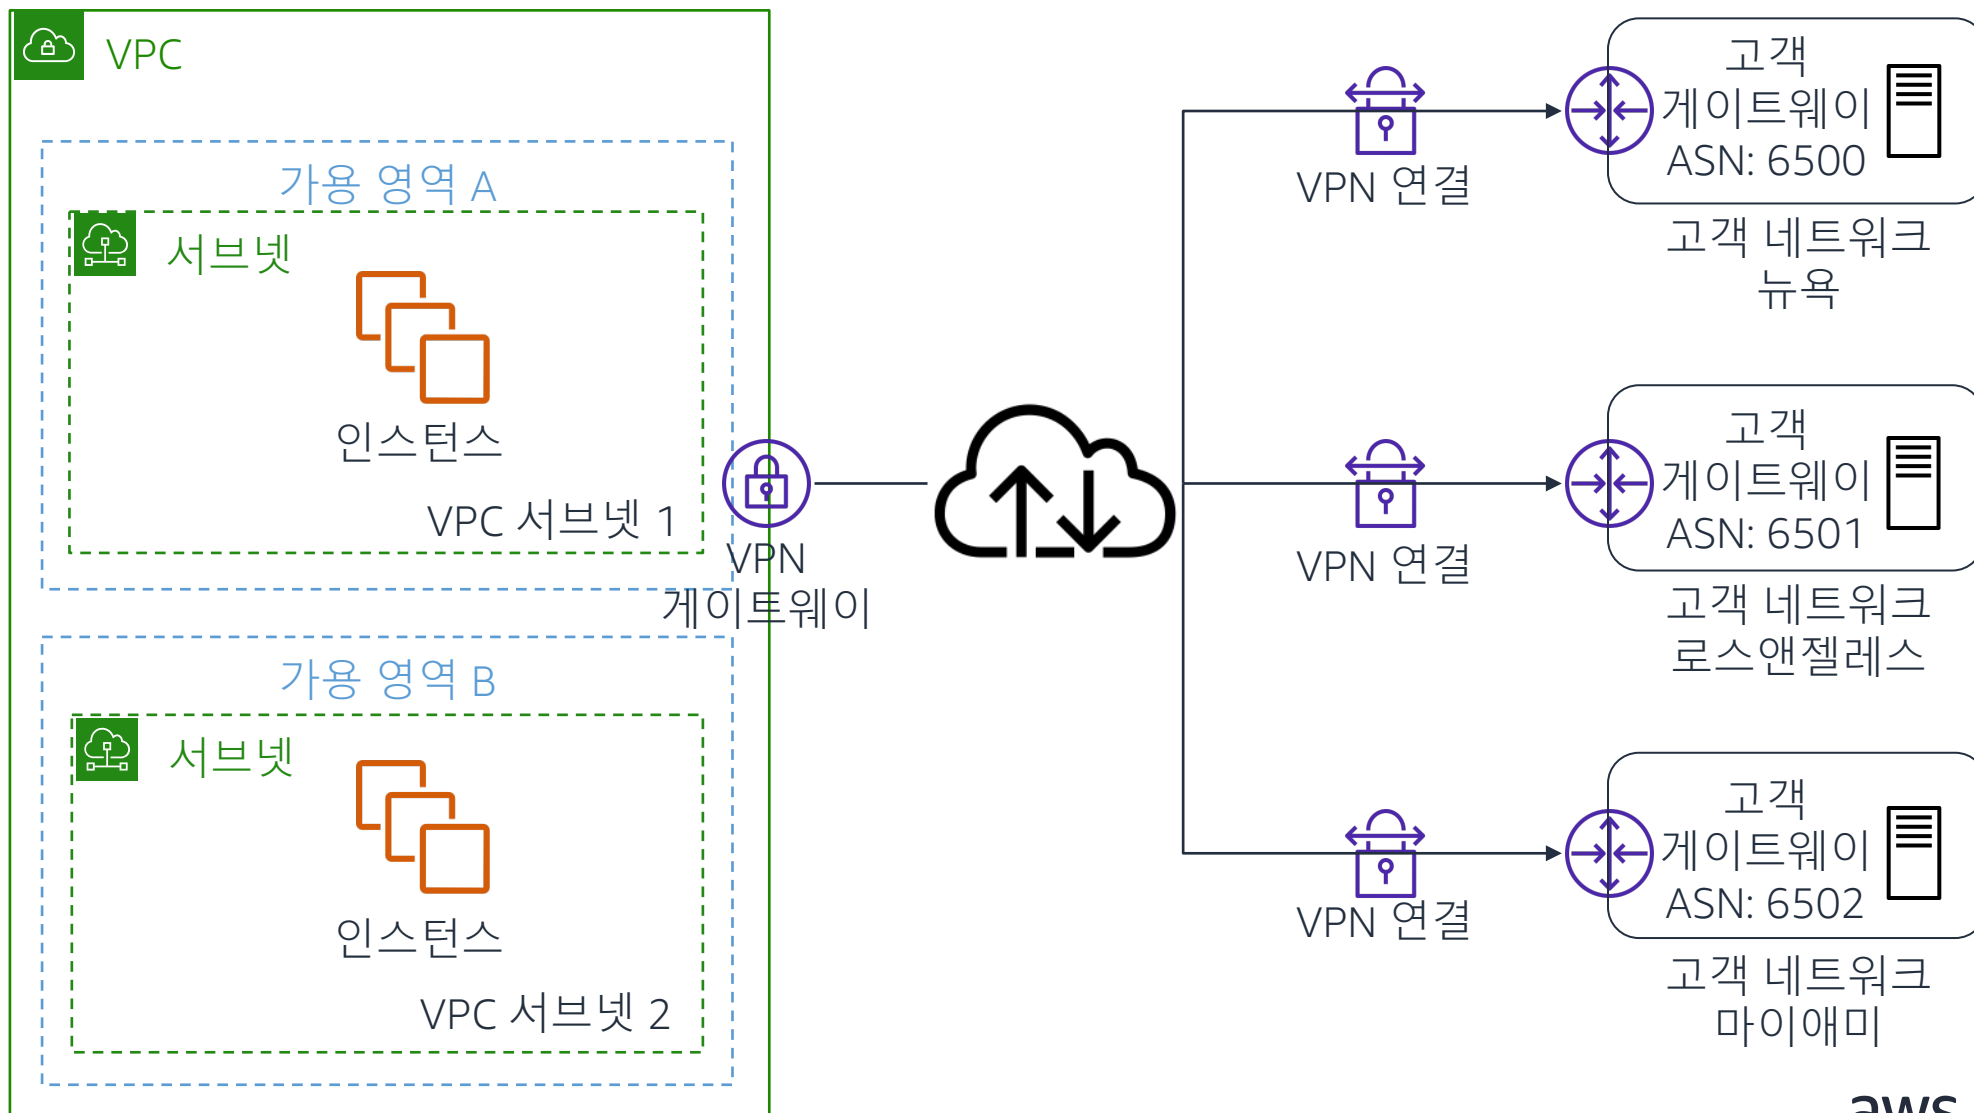 VPC
가용 영역 A
서브넷
인스턴스
VPC 서브넷 1
VPN
게이트웨이
가용 영역 B
서브넷
인스턴스
VPC 서브넷 2
VPN 연결
고객
게이트웨이
ASN: 6500
고객 네트워크
뉴욕
VPN 연결
고객
게이트웨이
ASN: 6501
고객 네트워크
로스앤젤레스
VPN 연결
고객
게이트웨이
ASN: 6502
고객 네트워크
마이애미
aws